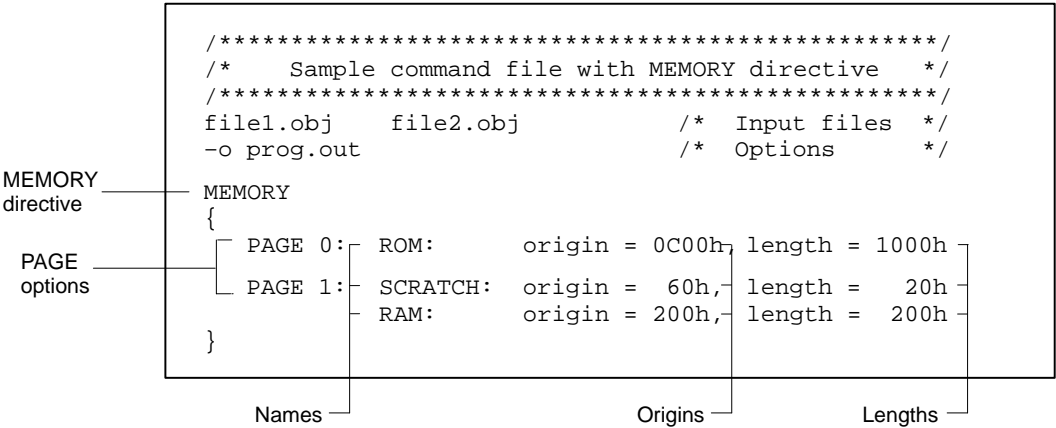 /**************************************************/
/*    Sample command file with MEMORY directive   */
/**************************************************/
file1.obj    file2.obj           /*  Input files  */
–o prog.out                      /*  Options      */
MEMORY directive
MEMORY
{
PAGE options
PAGE 0:  ROM:      origin = 0C00h, length = 1000h
PAGE 1:  SCRATCH:  origin =   60h,  length =   20h
RAM:      origin = 200h,  length =  200h
}
Names    Origins    Lengths